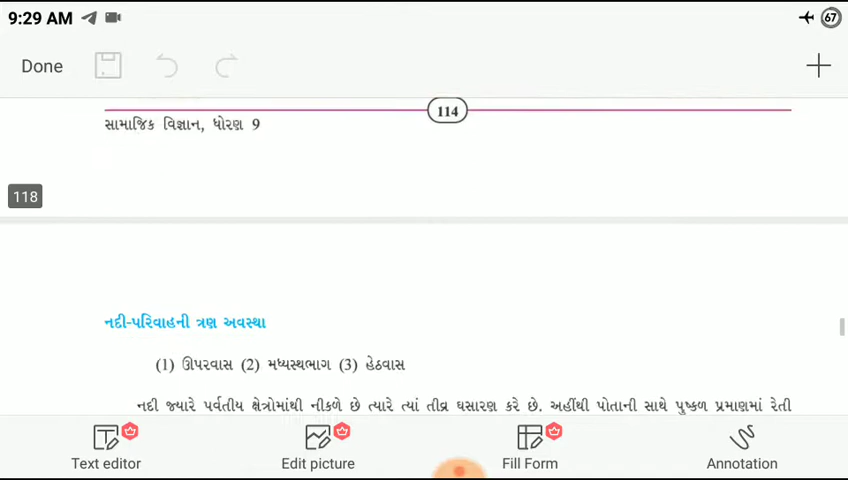 9:29 AM 67
Done
114
સામાજિક વિજ્ઞાન, ધોરણ 9
118
નદી-પરિવાહની ત્રણ અવસ્થા
(1) ઊપરવાસ (2) મધ્યસ્થભાગ (3) હેઠવાસ
નદી જ્યારે પર્વતીય ક્ષેત્રોમાંથી નીકળે છે ત્યારે ત્યાં તીવ્ર ઘસારણ કરે છે. અહીંથી પોતાની સાથે પુષ્કળ પ્રમાણમાં રેતી
Text editor Edit picture Fill Form Annotation